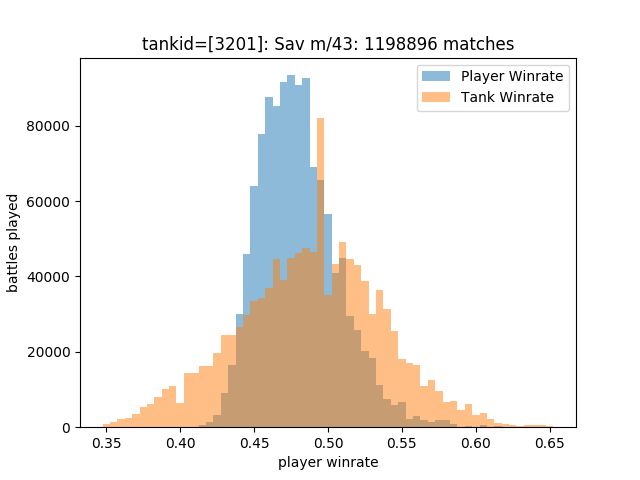 tankid=[3201]: Sav m/43: 1198896 matches
Player Winrate
Tank Winrate
battles played
80000
60000
40000
20000
0
0.35 0.40 0.45 0.50 0.55 0.60 0.65
player winrate